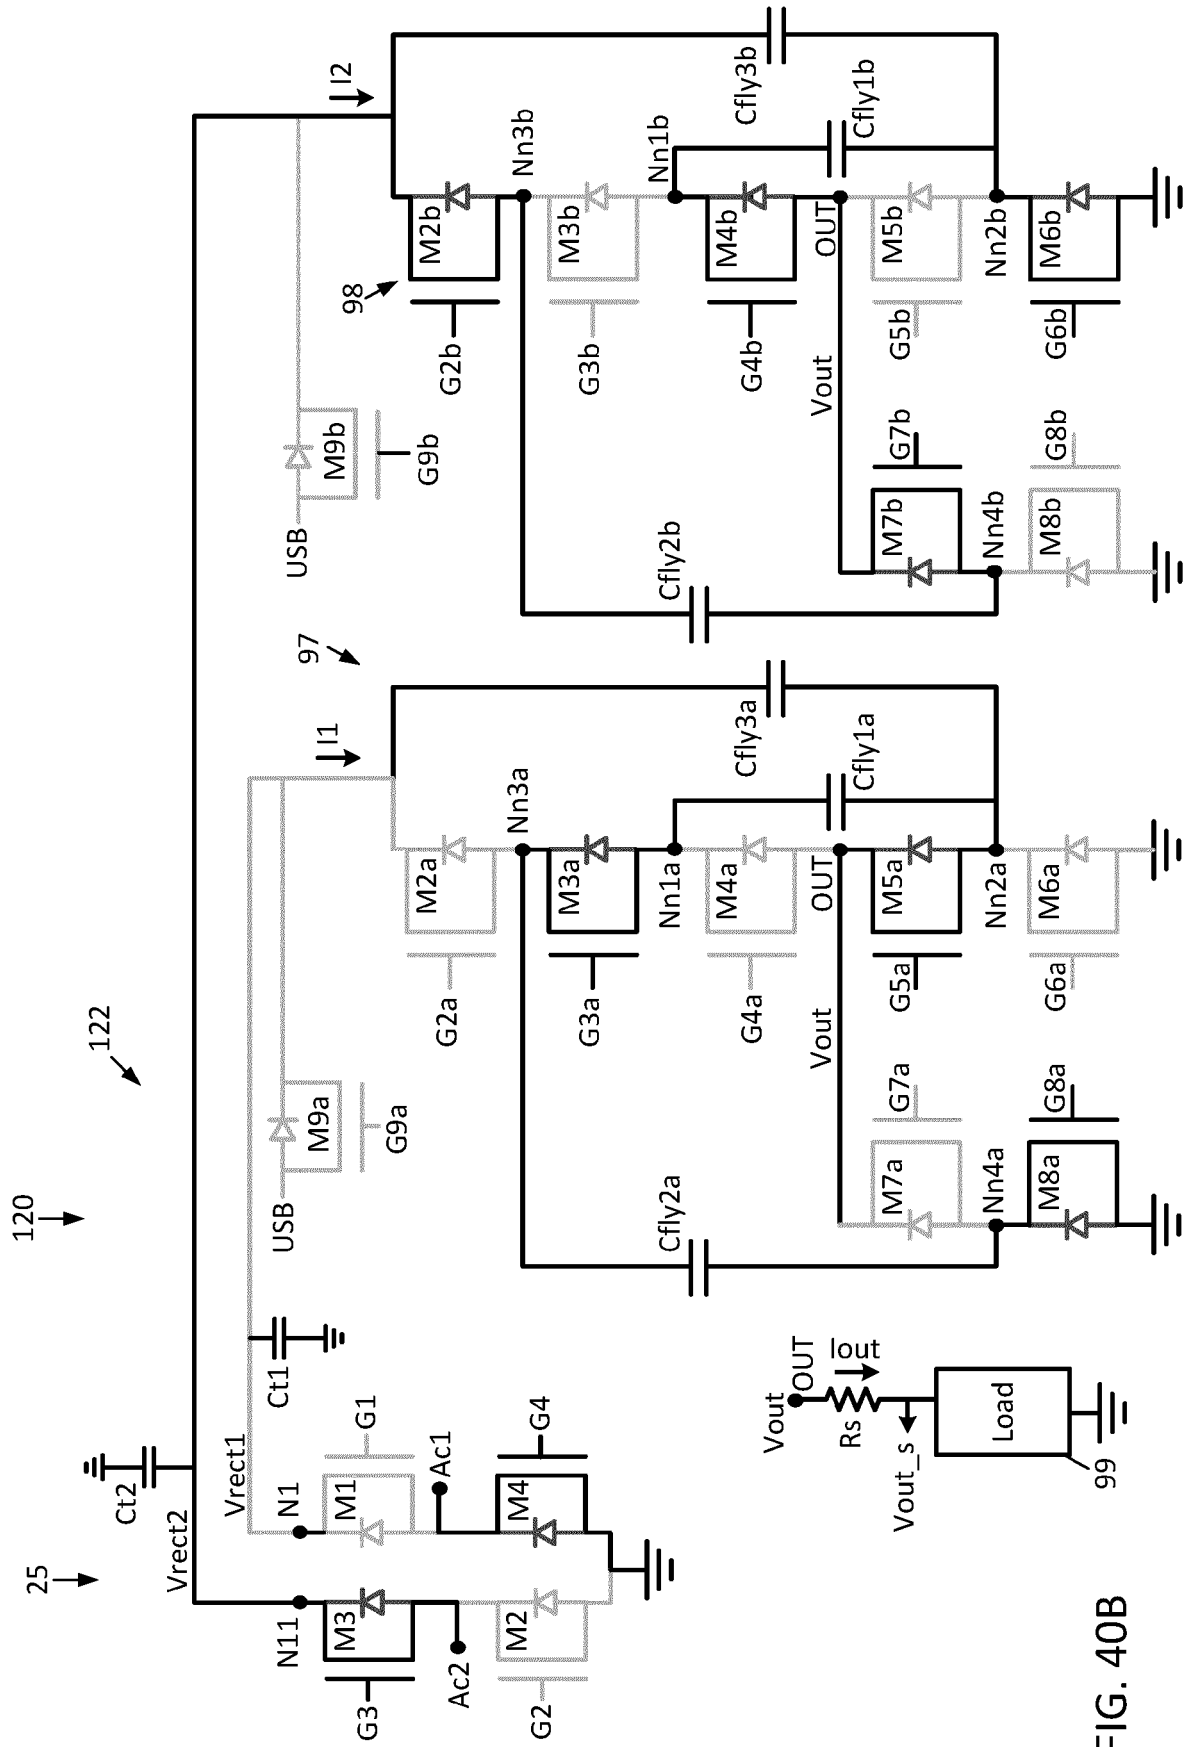 120
122
25
Ct2
Vrect2
Vrect1
Ct1
N11
N1
M3
G3
M1
G1
Ac2
Ac1
M2
G2
M4
G4
USB
M9a
G9a
I1
97
M2a
G2a
Nn3a
M3a
G3a
Nn1a
M4a
G4a
Cfly2a
Cfly3a
Cfly1a
OUT
Vout
M5a
G5a
M7a
G7a
Nn2a
Nn4a
M6a
G6a
M8a
G8a
USB
M9b
G9b
I2
98
M2b
G2b
Nn3b
M3b
G3b
Nn1b
M4b
G4b
Cfly2b
Cfly3b
Cfly1b
OUT
Vout
M5b
G5b
M7b
G7b
Nn2b
Nn4b
M6b
G6b
M8b
G8b
Vout
OUT
Iout
Rs
Vout_s
Load
99
FIG. 40B